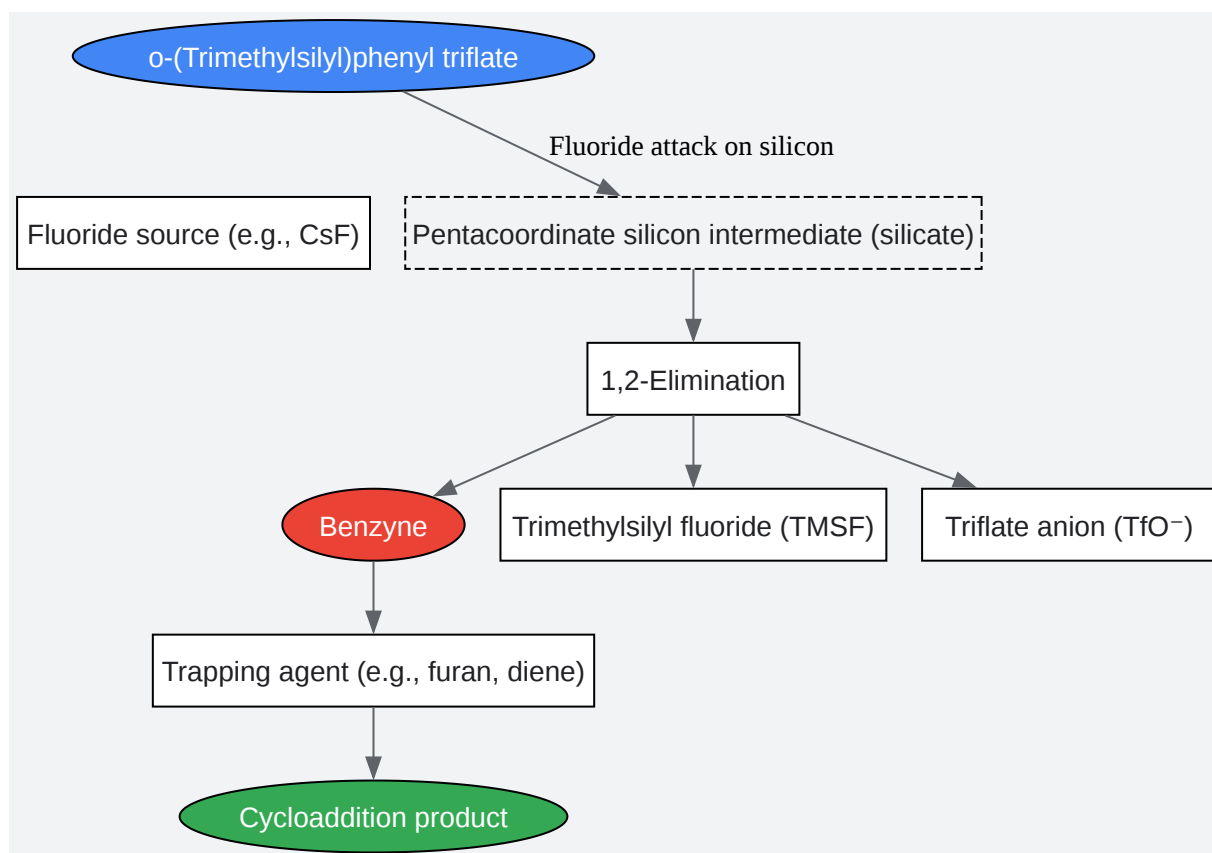 o-(Trimethylsilyl)phenyl triflate
Fluoride attack on silicon
Fluoride source (e.g., CsF)
Pentacoordinate silicon intermediate (silicate)
1,2-Elimination
Benzyne
Trimethylsilyl fluoride (TMSF)
Triflate anion (TfO⁻)
Trapping agent (e.g., furan, diene)
Cycloaddition product